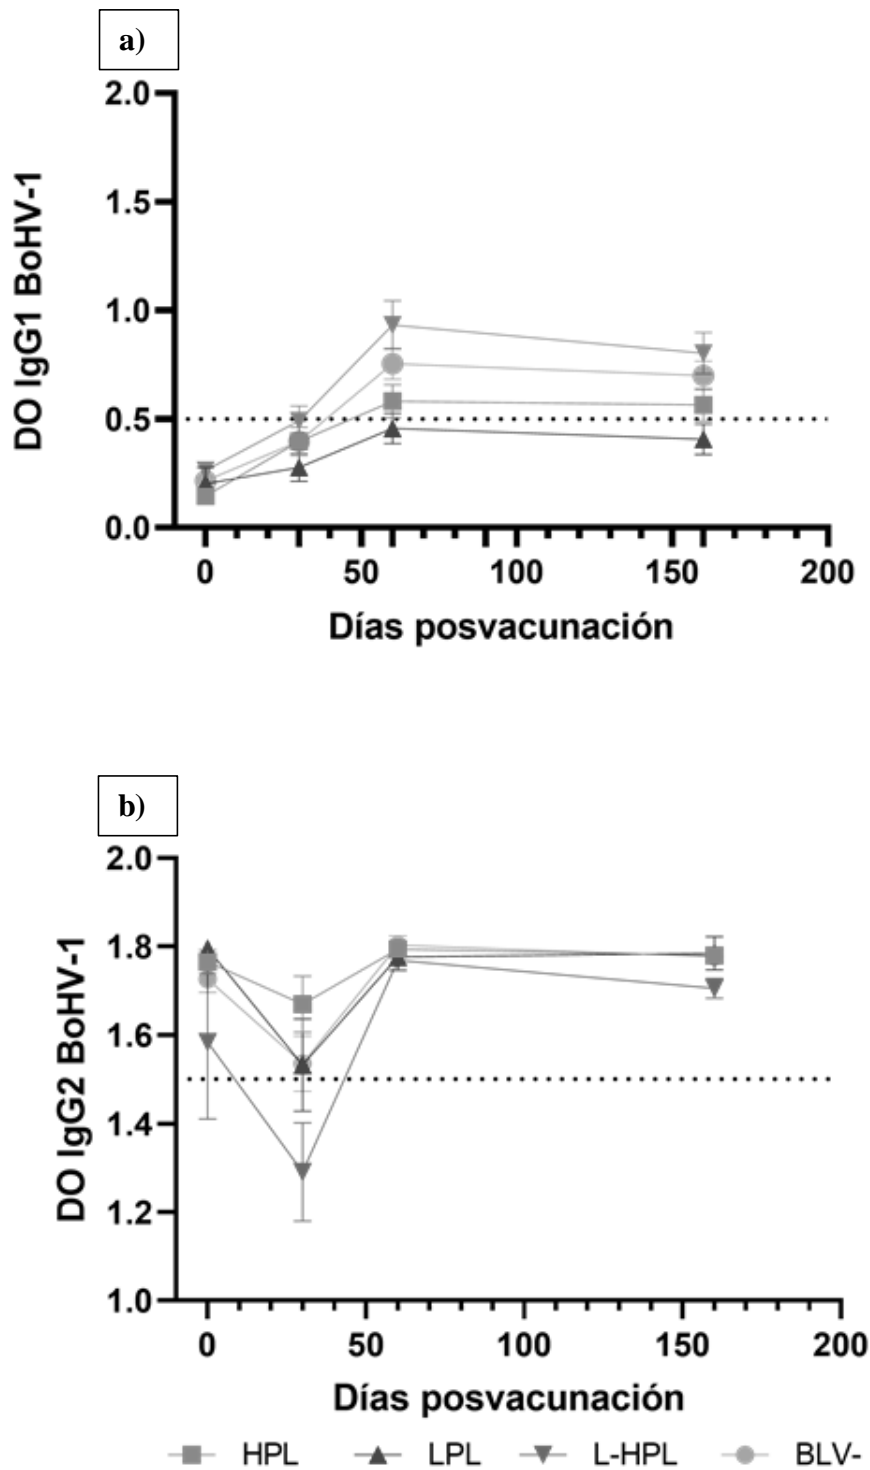 a)
DO IgG1 BoHV-1
2.0
1.5
1.0
0.5
0.0
0 50 100 150 200
Días posvacunación
b)
DO IgG2 BoHV-1
2.0
1.8
1.6
1.4
1.2
1.0
0 50 100 150 200
Días posvacunación
HPL LPL L-HPL BLV-